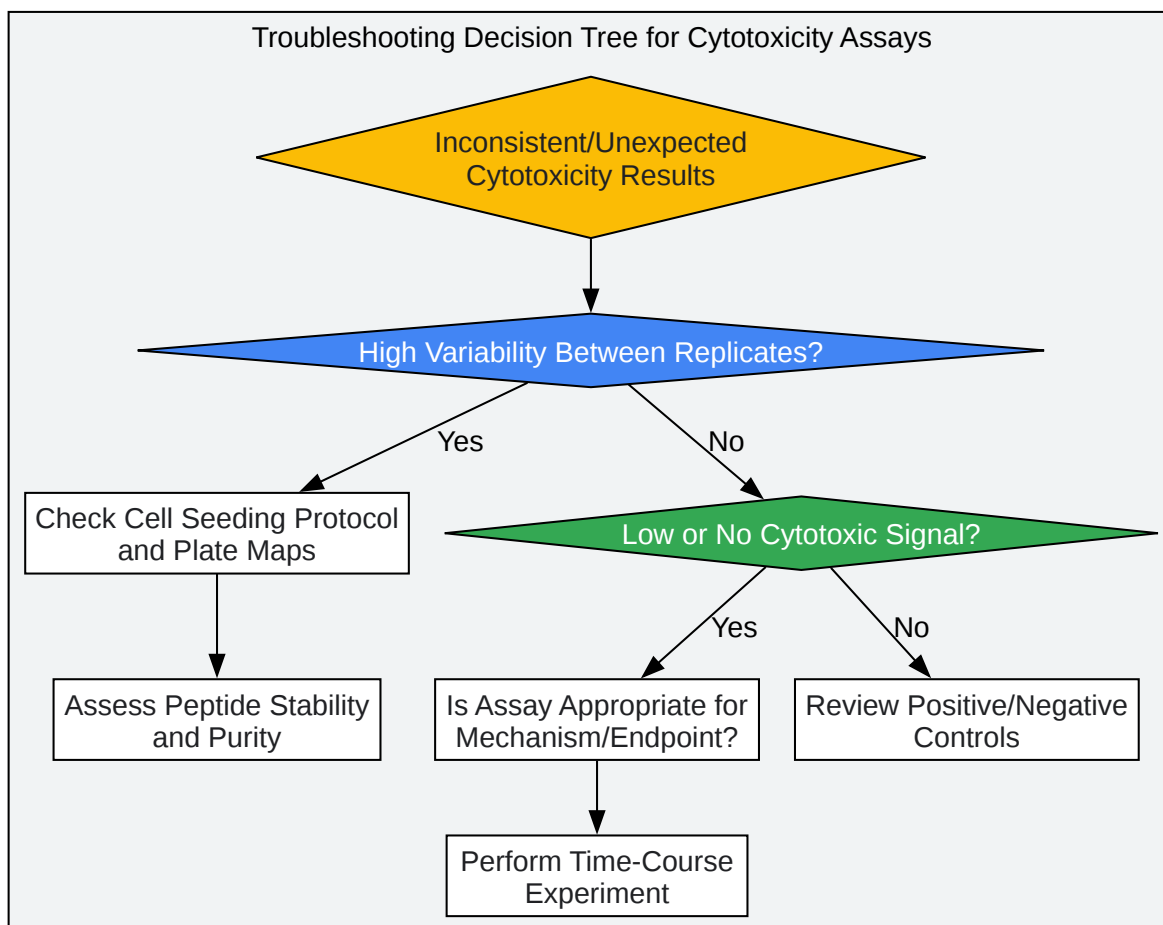 Troubleshooting Decision Tree for Cytotoxicity Assays
Inconsistent/Unexpected
Cytotoxicity Results
High Variability Between Replicates?
Yes
No
Check Cell Seeding Protocol
and Plate Maps
Low or No Cytotoxic Signal?
Yes
No
Assess Peptide Stability
and Purity
Is Assay Appropriate for
Mechanism/Endpoint?
Review Positive/Negative
Controls
Perform Time-Course
Experiment